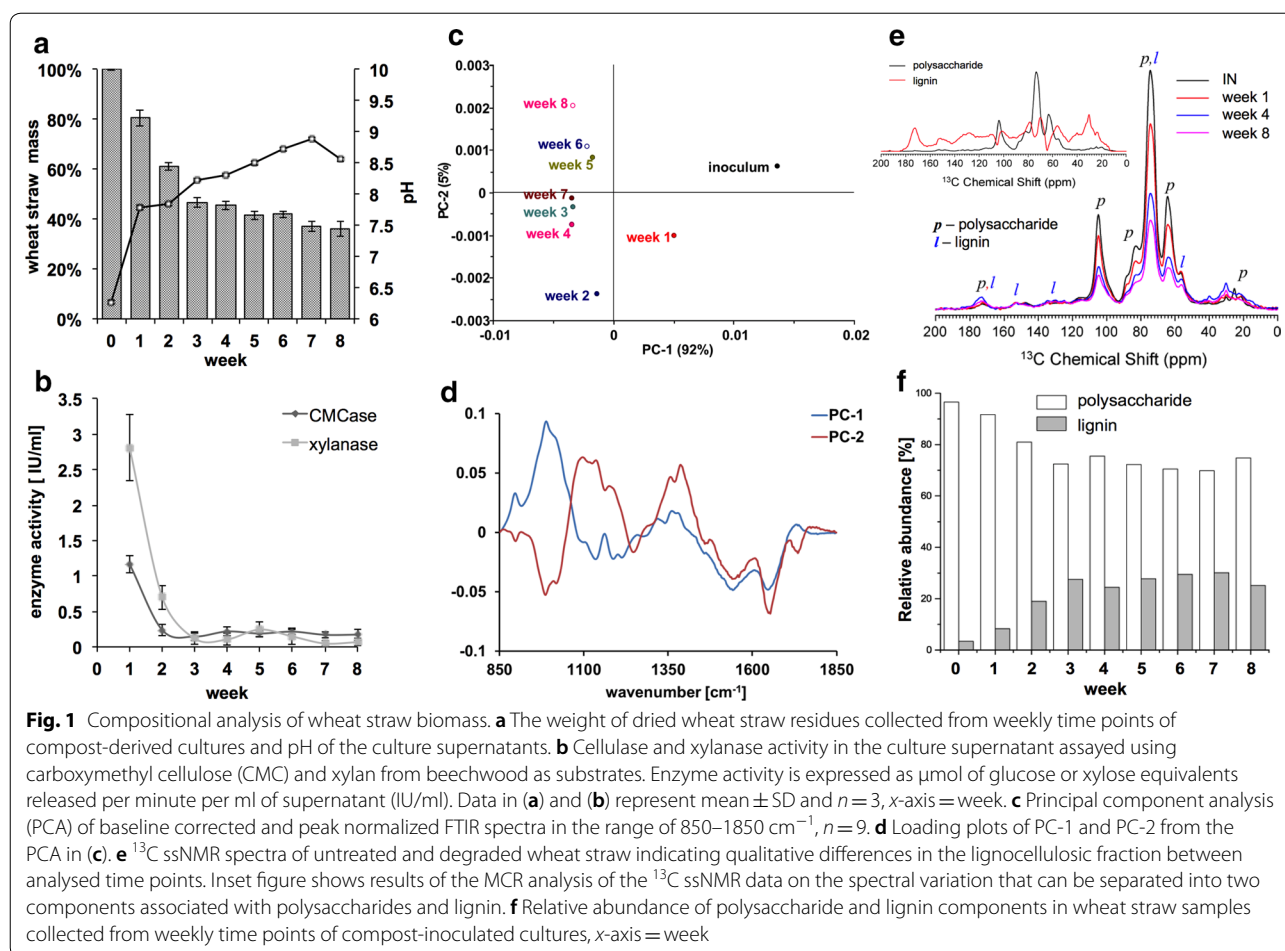 a
100%
80%
60%
40%
20%
0%
wheat straw mass
10
9.5
9
8.5
8
7.5
7
6.5
6
pH
0 1 2 3 4 5 6 7 8
week
b
3.5
3
2.5
2
1.5
1
0.5
0
enzyme activity [ IU/ml]
CMCase
xylanase
0 1 2 3 4 5 6 7 8
week
c
0.003
0.002
0.001
0
-0.001
-0.002
-0.003
PC-2 (5%)
week 8
week 6
week 5
inoculum
week 7
week 3
week 4
week 1
week 2
-0.01 0 0.01 0.02
PC-1 (92%)
d
0.1
0.05
0
-0.05
-0.1
PC-1
PC-2
850 1100 1350 1600 1850
wavenumber [cm-1]
e
polysaccharide
lignin
200 180 160 140 120 100 80 60 40 20 0
13C Chemical Shift (ppm)
p,l
IN
week 1
week 4
week 8
p – polysaccharide
l – lignin
p,l
l
l
p
p
p
l
p
200 180 160 140 120 100 80 60 40 20 0
13C Chemical Shift (ppm)
f
100
80
60
40
20
0
Relative abundance [%]
polysaccharide
lignin
0 1 2 3 4 5 6 7 8
week
Fig. 1 Compositional analysis of wheat straw biomass. a The weight of dried wheat straw residues collected from weekly time points of
compost-derived cultures and pH of the culture supernatants. b Cellulase and xylanase activity in the culture supernatant assayed using
carboxymethyl cellulose (CMC) and xylan from beechwood as substrates. Enzyme activity is expressed as μmol of glucose or xylose equivalents
released per minute per ml of supernatant (IU/ml). Data in (a) and (b) represent mean ± SD and n = 3, x-axis = week. c Principal component analysis
(PCA) of baseline corrected and peak normalized FTIR spectra in the range of 850–1850 cm−1, n = 9. d Loading plots of PC-1 and PC-2 from the
PCA in (c). e 13C ssNMR spectra of untreated and degraded wheat straw indicating qualitative differences in the lignocellulosic fraction between
analysed time points. Inset figure shows results of the MCR analysis of the 13C ssNMR data on the spectral variation that can be separated into two
components associated with polysaccharides and lignin. f Relative abundance of polysaccharide and lignin components in wheat straw samples
collected from weekly time points of compost-inoculated cultures, x-axis = week